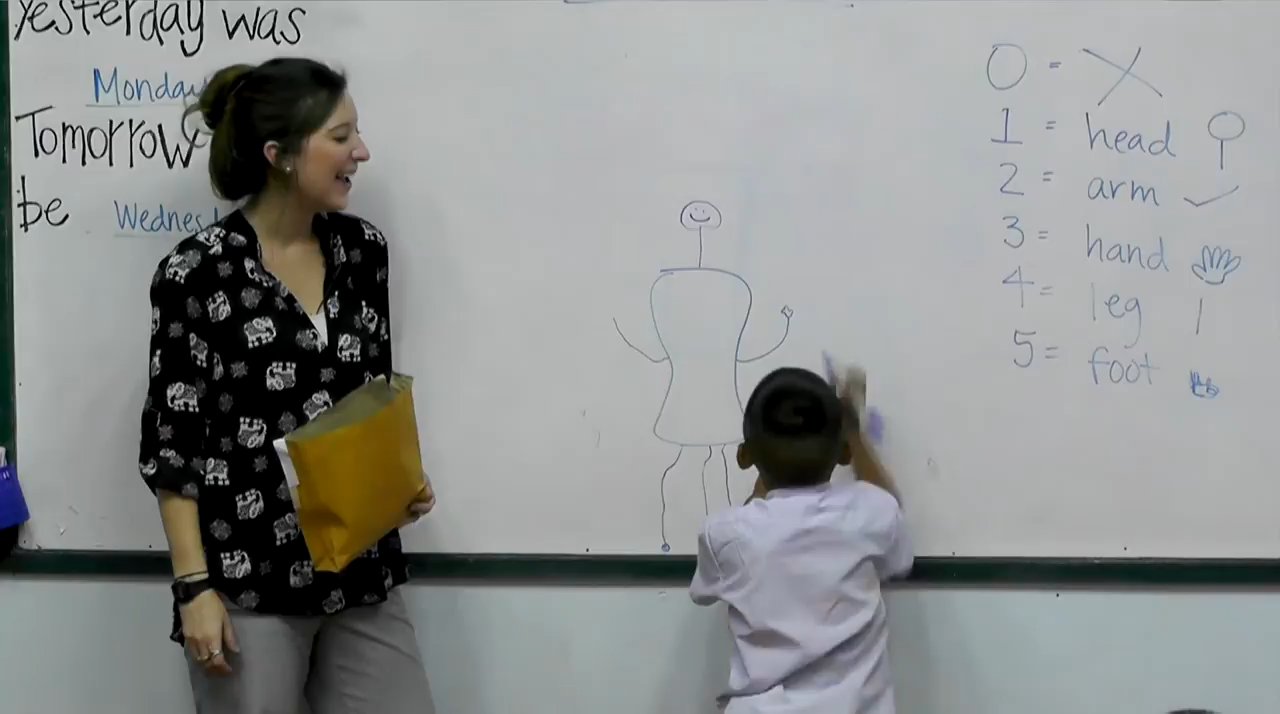 Yesterday was
Monday
Tomorrow
be
0 = X
1 = head
2 = arm
3 = hand
4 = leg
5 = foot